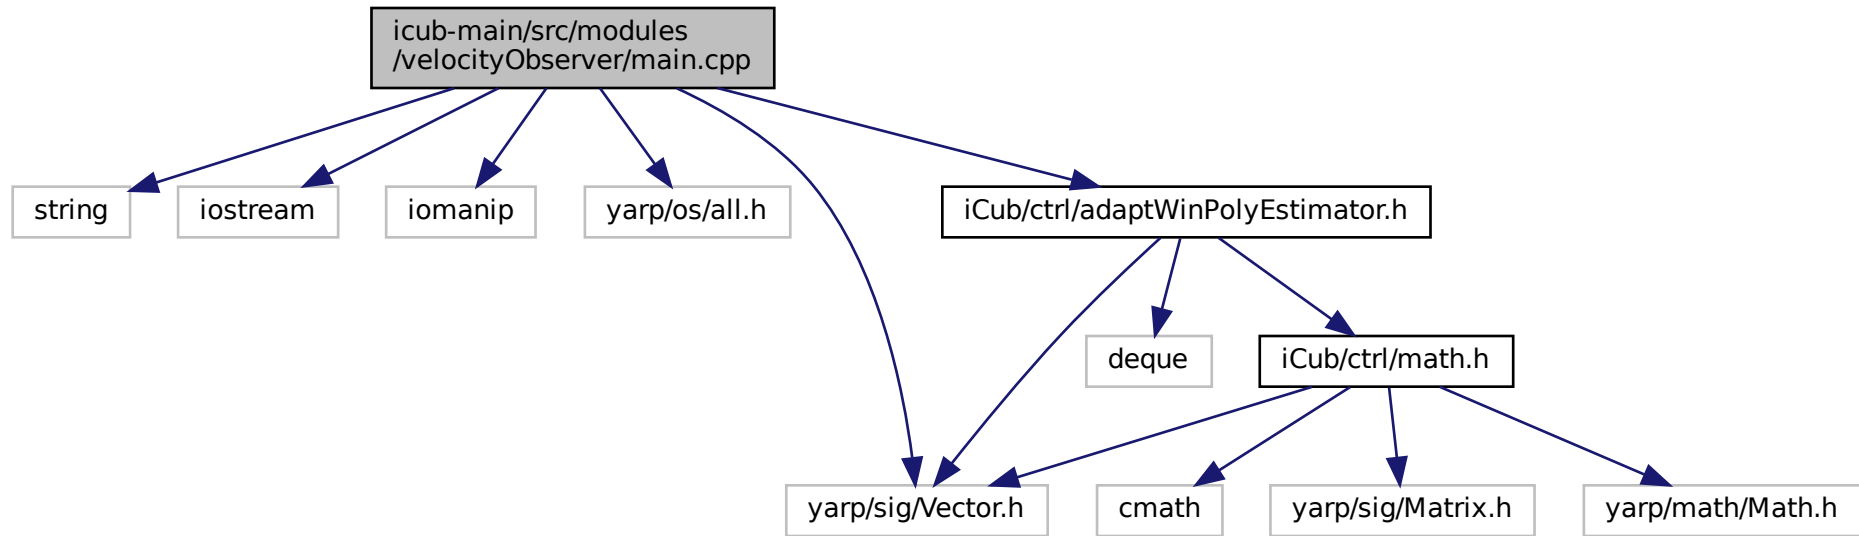 icub-main/src/modules
/velocityObserver/main.cpp
string
iostream
iomanip
yarp/os/all.h
iCub/ctrl/adaptWinPolyEstimator.h
deque
iCub/ctrl/math.h
yarp/sig/Vector.h
cmath
yarp/sig/Matrix.h
yarp/math/Math.h